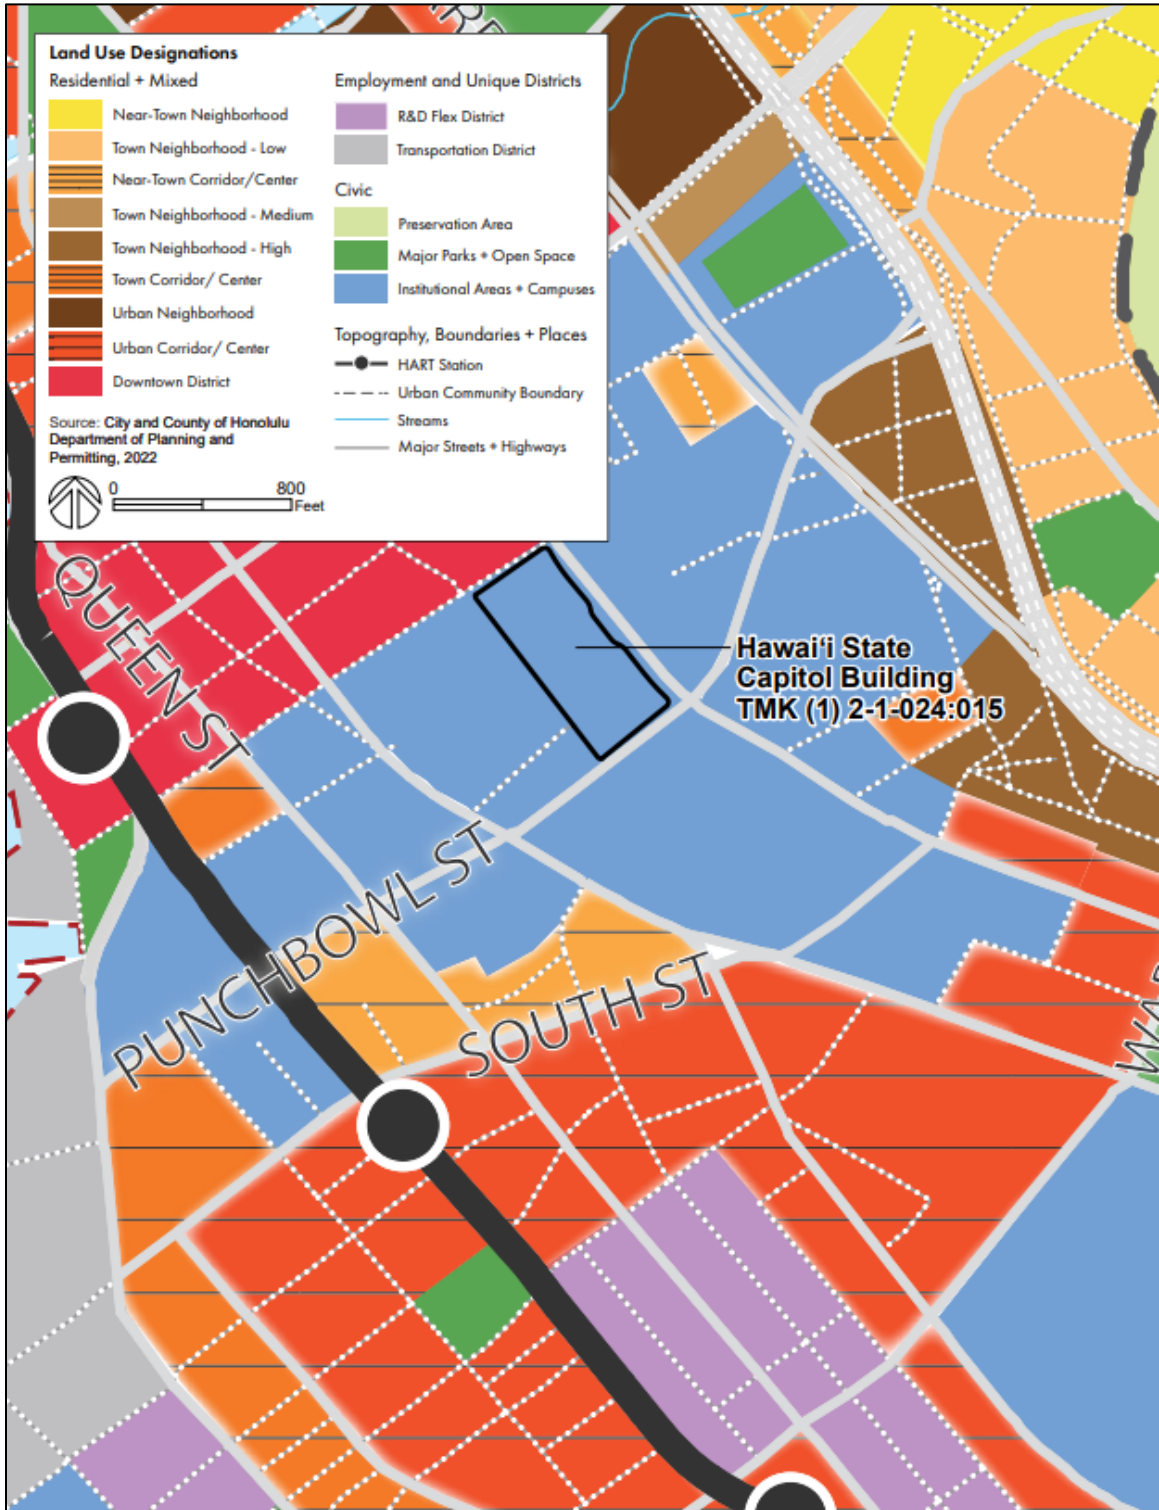 Land Use Designations
Residential + Mixed
Near-Town Neighborhood
Town Neighborhood - Low
Near-Town Corridor/Center
Town Neighborhood - Medium
Town Neighborhood - High
Town Corridor/ Center
Urban Neighborhood
Urban Corridor/ Center
Downtown District
Source: City and County of Honolulu
Department of Planning and
Permitting, 2022
0 800
Feet
Employment and Unique Districts
R&D Flex District
Transportation District
Civic
Preservation Area
Major Parks + Open Space
Institutional Areas + Campuses
Topography, Boundaries + Places
HART Station
Urban Community Boundary
Streams
Major Streets + Highways
QUEEN ST
Hawaiʻi State
Capitol Building
TMK (1) 2-1-024:015
PUNCHBOWL ST
SOUTH ST